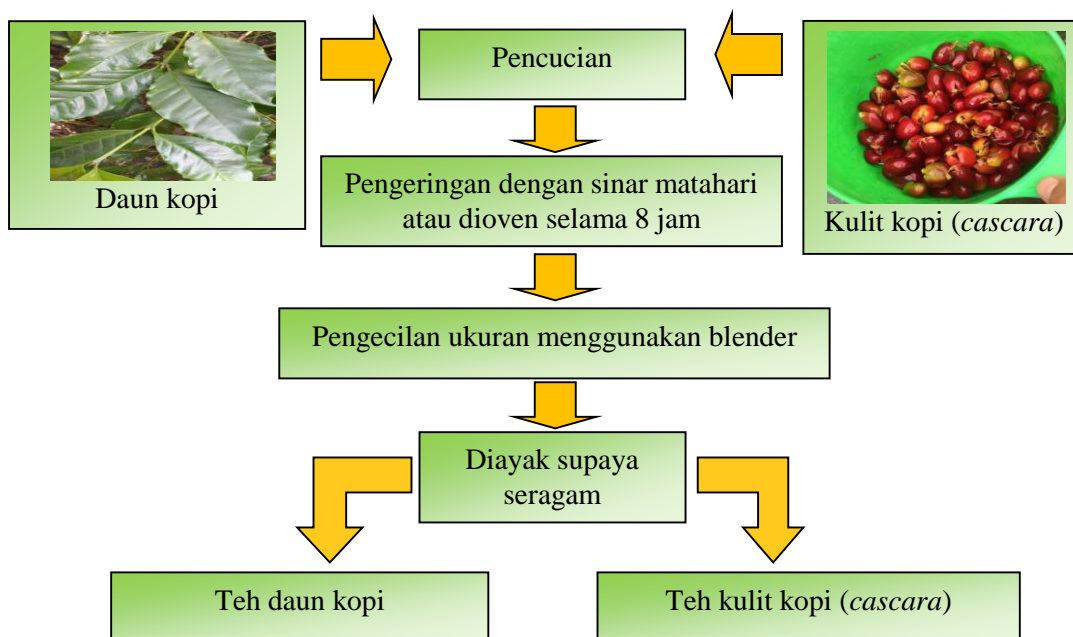 Pencucian
Daun kopi
Kulit kopi (cascara)
Pengeringan dengan sinar matahari
atau dioven selama 8 jam
Pengecilan ukuran menggunakan blender
Diayak supaya
seragam
Teh daun kopi
Teh kulit kopi (cascara)